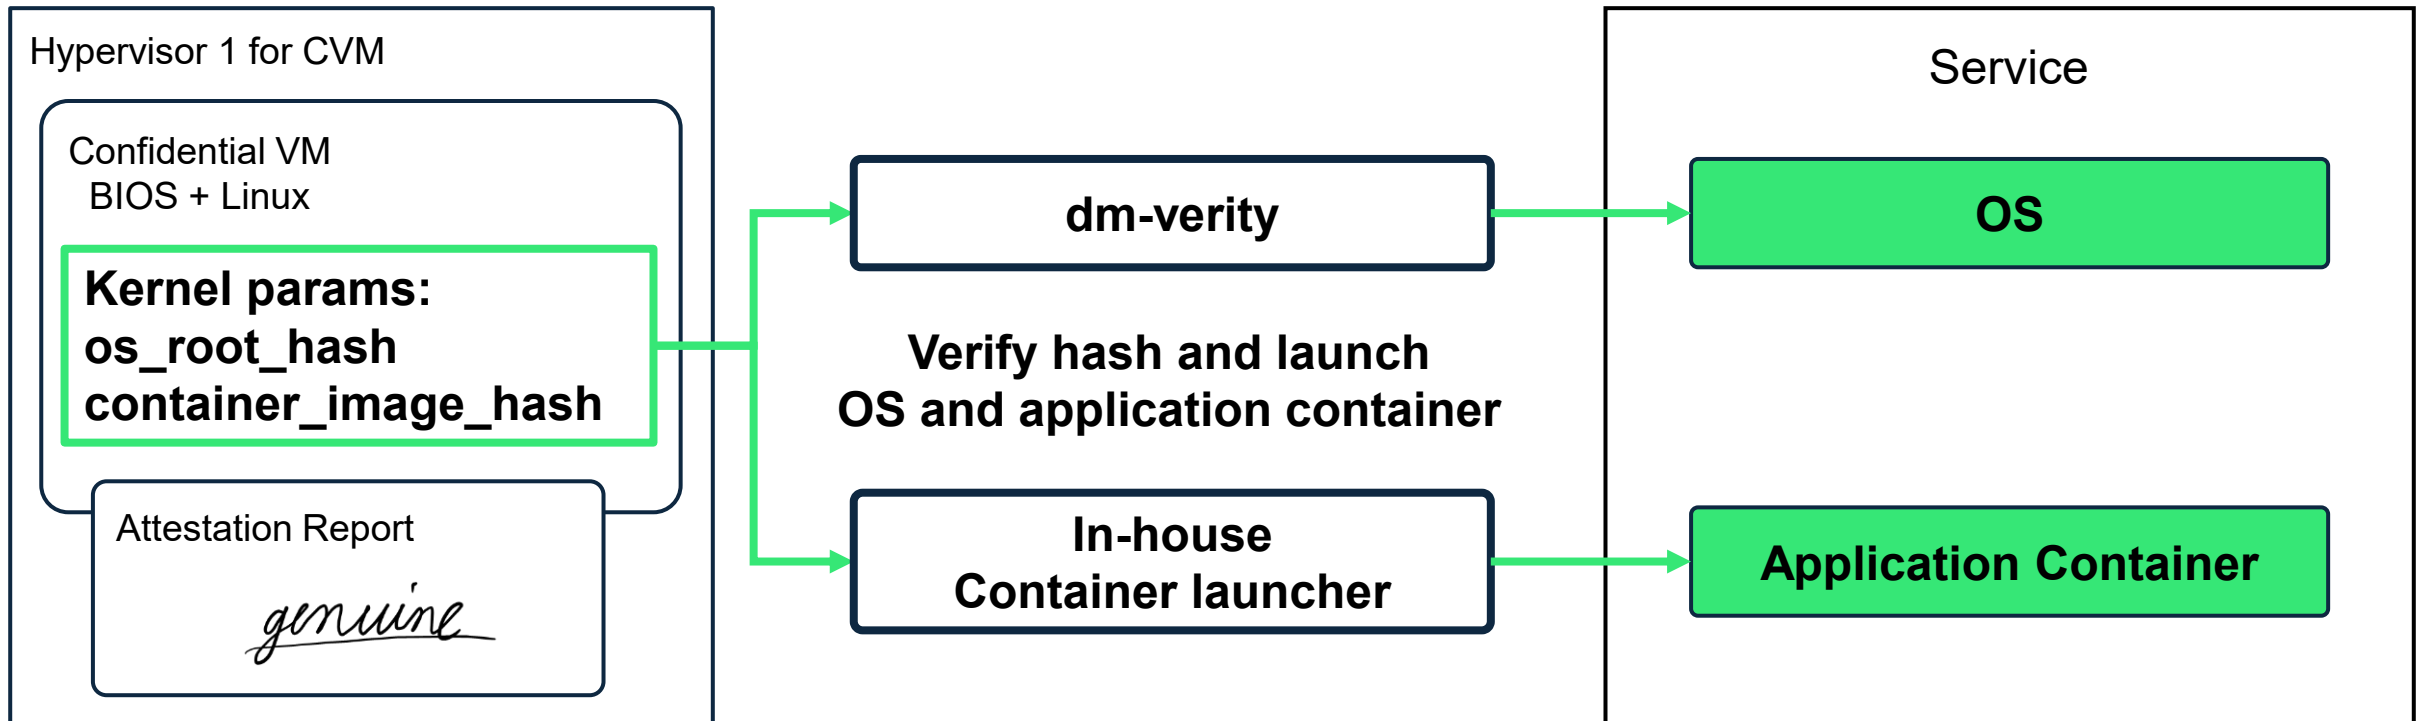 Hypervisor 1 for CVM
Confidential VM
BIOS + Linux
Kernel params:
os_root_hash
container_image_hash
Attestation Report
genuine
dm-verity
Verify hash and launch
OS and application container
In-house
Container launcher
Service
OS
Application Container